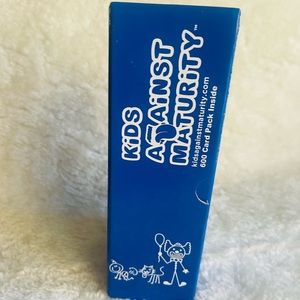 KiDS
AGAiNST
MATURiTY™
kidsagainstmaturity.com
600 Card Pack Inside